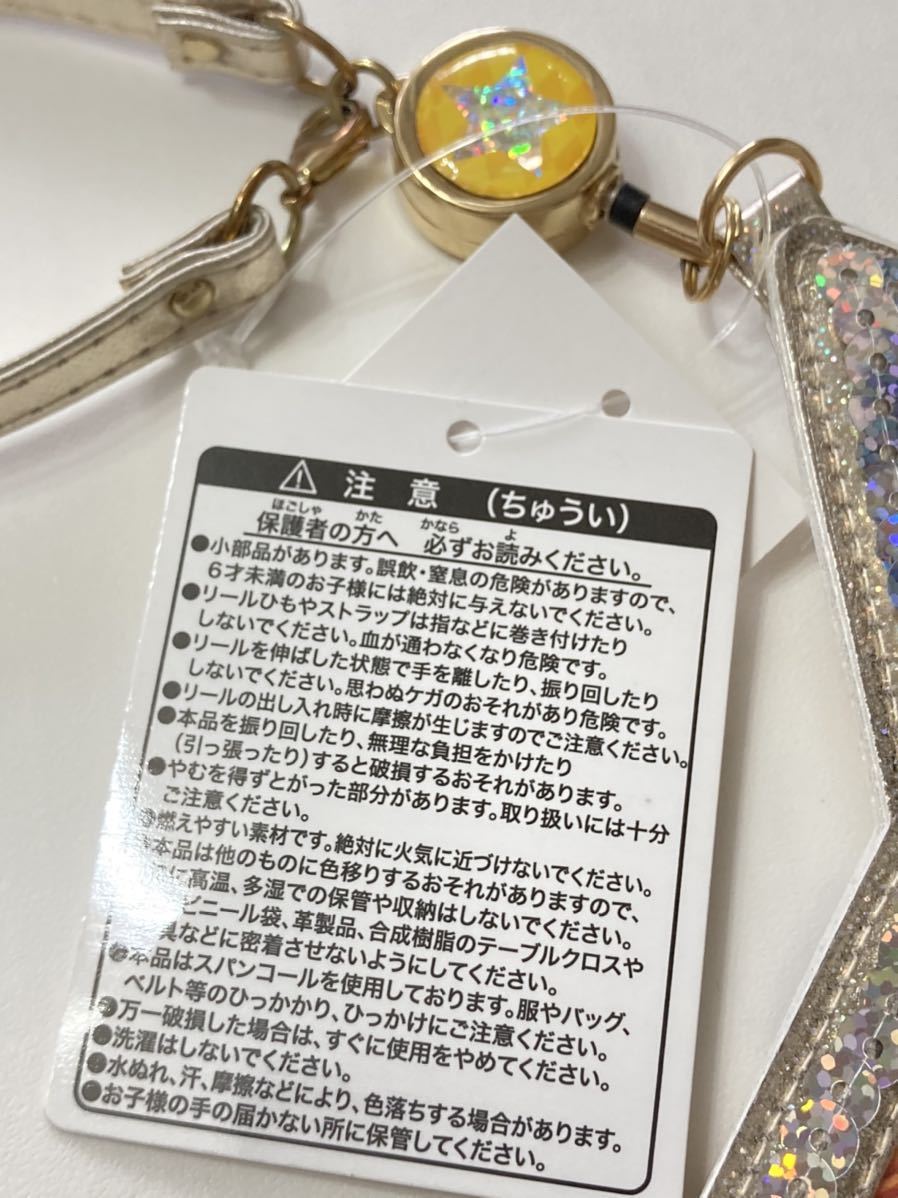 ⚠ 注意 (ちゅうい)
保護者の方へ 必ずお読みください。
ほごしゃ かた かなら よ
●小部品があります。誤飲・窒息の危険がありますので、
6才未満のお子様には絶対に与えないでください。
●リールひもやストラップは指などに巻き付けたり
しないでください。血が通わなくなり危険です。
●リールを伸ばした状態で手を離したり、振り回したり
しないでください。思わぬケガのおそれがあり危険です。
●リールの出し入れ時に摩擦が生じますのでご注意ください。
●本品を振り回したり、無理な負担をかけたり
(引っ張ったり)すると破損するおそれがあります。
●やむを得ずとがった部分があります。取り扱いには十分
ご注意ください。
●燃えやすい素材です。絶対に火気に近づけないでください。
本品は他のものに色移りするおそれがありますので、
に高温、多湿での保管や収納はしないでください。
ビニール袋、革製品、合成樹脂のテーブルクロスや
具などに密着させないようにしてください。
●本品はスパンコールを使用しております。服やバッグ、
ベルト等のひっかかり、ひっかけにご注意ください。
●万一破損した場合は、すぐに使用をやめてください。
●洗濯はしないでください。
●水ぬれ、汗、摩擦などにより、色落ちする場合があります。
●お子様の手の届かない所に保管してください。